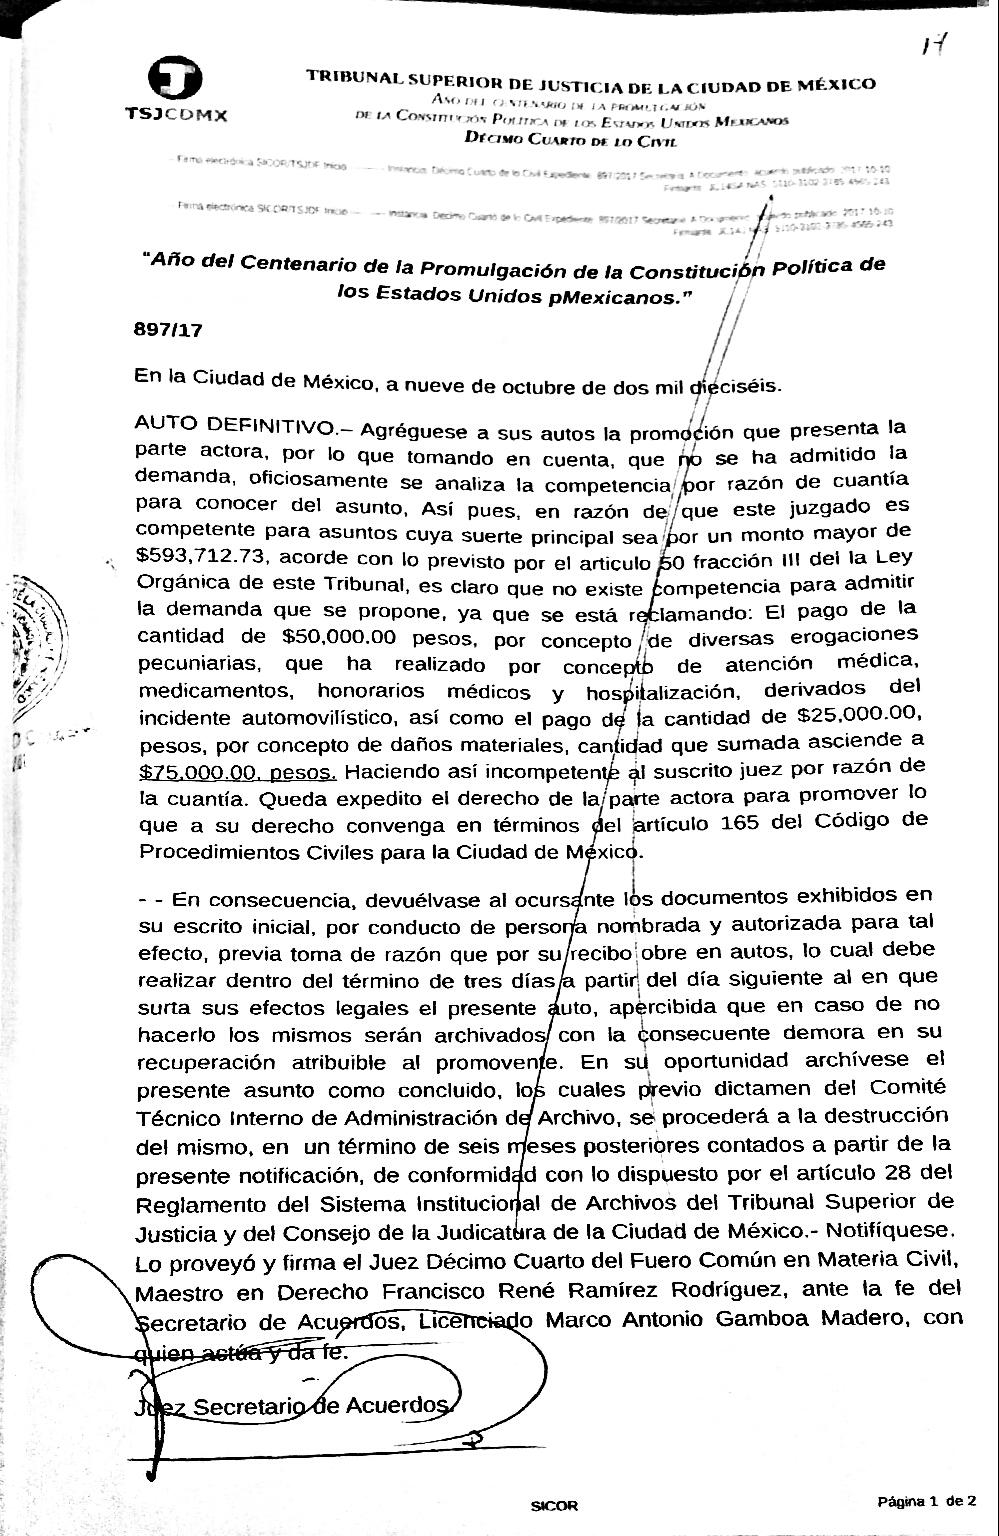 14
TSJCDMX
TRIBUNAL SUPERIOR DE JUSTICIA DE LA CIUDAD DE MÉXICO
AÑO DEL CENTENARIO DE LA PROMULGACIÓN
DE LA CONSTITUCIÓN POLÍTICA DE LOS ESTADOS UNIDOS MEXICANOS
DÉCIMO CUARTO DE LO CIVIL
Firma electrónica SICOR/TSJDF Inicio Instancia: Décimo Cuarto de lo Civil Expediente: 897/2017 Secretaría: A Documento: acuerdo publicado: 2017-10-10
Firmante:
Firma electrónica SICOR/TSJDF Inicio Instancia: Décimo Cuarto de lo Civil Expediente: 897/2017 Secretaría: A Documento: acuerdo publicado: 2017-10-10
Firmante:
"Año del Centenario de la Promulgación de la Constitución Política de
los Estados Unidos pMexicanos."
897/17
En la Ciudad de México, a nueve de octubre de dos mil dieciséis.
AUTO DEFINITIVO.– Agréguese a sus autos la promoción que presenta la
parte actora, por lo que tomando en cuenta, que no se ha admitido la
demanda, oficiosamente se analiza la competencia por razón de cuantía
para conocer del asunto, Así pues, en razón de que este juzgado es
competente para asuntos cuya suerte principal sea por un monto mayor de
$593,712.73, acorde con lo previsto por el articulo 50 fracción III del la Ley
Orgánica de este Tribunal, es claro que no existe competencia para admitir
la demanda que se propone, ya que se está reclamando: El pago de la
cantidad de $50,000.00 pesos, por concepto de diversas erogaciones
pecuniarias, que ha realizado por concepto de atención médica,
medicamentos, honorarios médicos y hospitalización, derivados del
incidente automovilístico, así como el pago de la cantidad de $25,000.00,
pesos, por concepto de daños materiales, cantidad que sumada asciende a
$75,000.00. pesos. Haciendo así incompetente al suscrito juez por razón de
la cuantía. Queda expedito el derecho de la parte actora para promover lo
que a su derecho convenga en términos del artículo 165 del Código de
Procedimientos Civiles para la Ciudad de México.
- - En consecuencia, devuélvase al ocursante los documentos exhibidos en
su escrito inicial, por conducto de persona nombrada y autorizada para tal
efecto, previa toma de razón que por su recibo obre en autos, lo cual debe
realizar dentro del término de tres días a partir del día siguiente al en que
surta sus efectos legales el presente auto, apercibida que en caso de no
hacerlo los mismos serán archivados con la consecuente demora en su
recuperación atribuible al promovente. En su oportunidad archívese el
presente asunto como concluido, los cuales previo dictamen del Comité
Técnico Interno de Administración de Archivo, se procederá a la destrucción
del mismo, en un término de seis meses posteriores contados a partir de la
presente notificación, de conformidad con lo dispuesto por el artículo 28 del
Reglamento del Sistema Institucional de Archivos del Tribunal Superior de
Justicia y del Consejo de la Judicatura de la Ciudad de México.- Notifíquese.
Lo proveyó y firma el Juez Décimo Cuarto del Fuero Común en Materia Civil,
Maestro en Derecho Francisco René Ramírez Rodríguez, ante la fe del
Secretario de Acuerdos, Licenciado Marco Antonio Gamboa Madero, con
quien actúa y da fe.
Juez Secretario de Acuerdos.
SICOR
Página 1 de 2